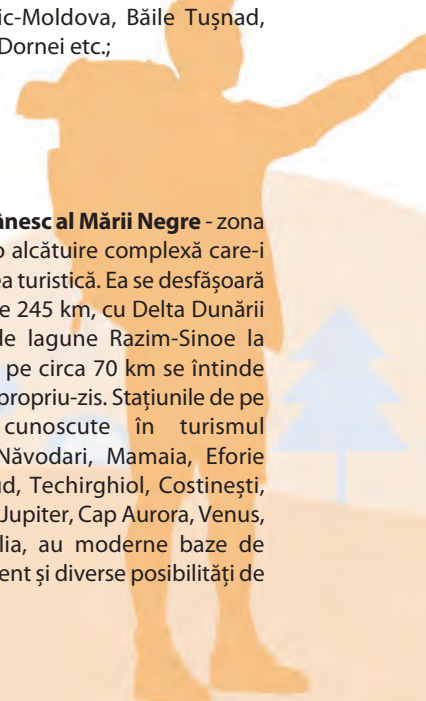 ic-Moldova, Băile Tușnad,
Dornei etc.;
ânesc al Mării Negre - zona
o alcătuire complexă care-i
ea turistică. Ea se desfășoară
e 245 km, cu Delta Dunării
de lagune Razim-Sinoe la
pe circa 70 km se întinde
propriu-zis. Stațiunile de pe
cunoscute în turismul
Năvodari, Mamaia, Eforie
ud, Techirghiol, Costinești,
Jupiter, Cap Aurora, Venus,
lia, au moderne baze de
ent și diverse posibilități de